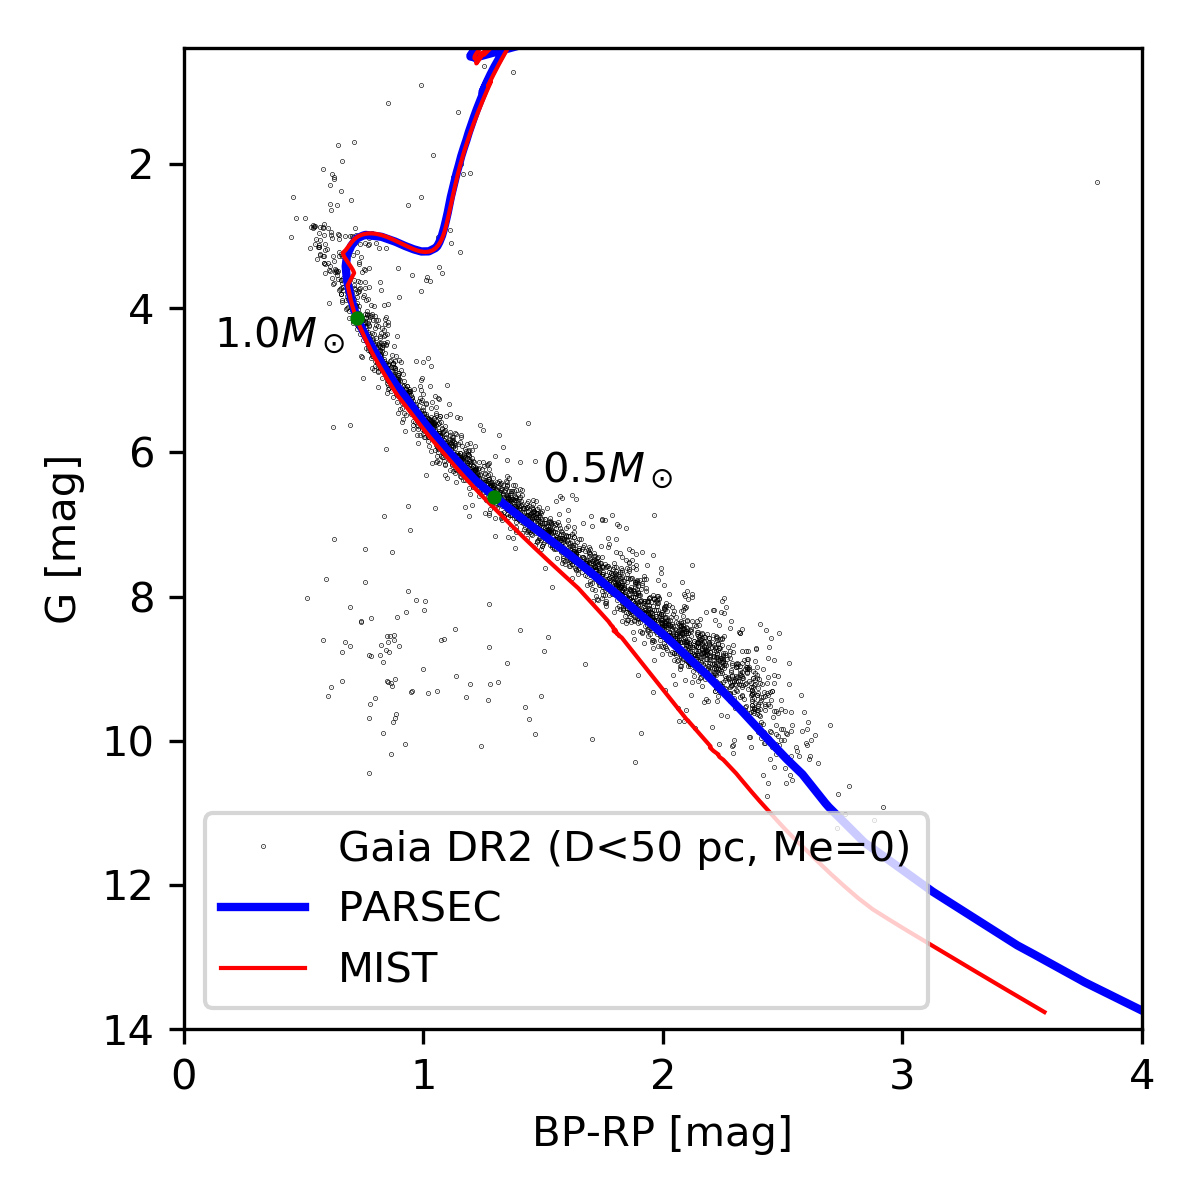 2
4
6
8
10
12
14
G [mag]
1.0M⊙
0.5M⊙
Gaia DR2 (D<50 pc, Me=0)
PARSEC
MIST
0
1
2
3
4
BP-RP [mag]